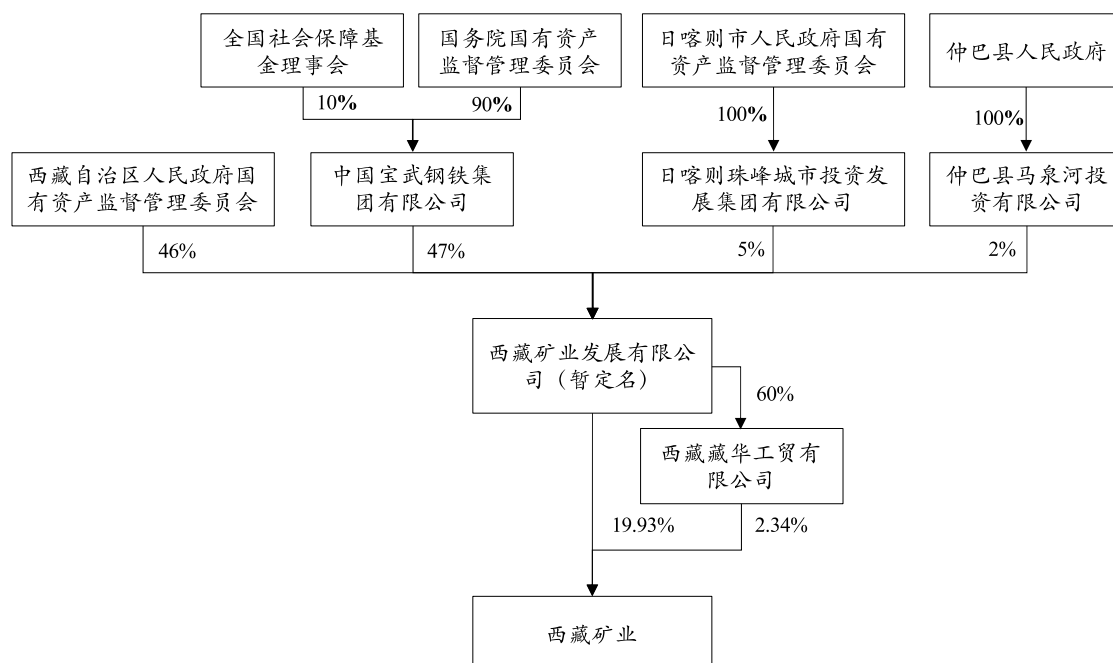 全国社会保障基
金理事会
国务院国有资产
监督管理委员会
日喀则市人民政府国有
资产监督管理委员会
仲巴县人民政府
10%
90%
100%
100%
西藏自治区人民政府国
有资产监督管理委员会
中国宝武钢铁集
团有限公司
日喀则珠峰城市投资发
展集团有限公司
仲巴县马泉河投
资有限公司
46%
47%
5%
2%
西藏矿业发展有限公
司（暂定名）
60%
西藏藏华工贸有
限公司
19.93%
2.34%
西藏矿业